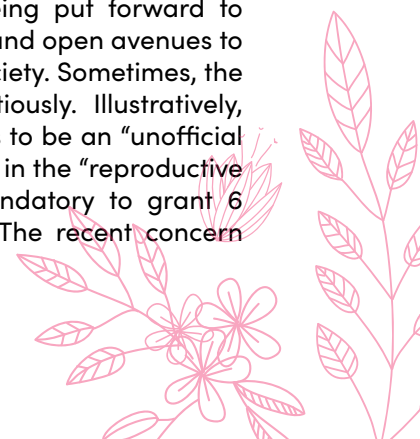 ing put forward to
nd open avenues to
iety. Sometimes, the
tiously. Illustratively,
to be an “unofficial
in the “reproductive
ndatory to grant 6
The recent concern